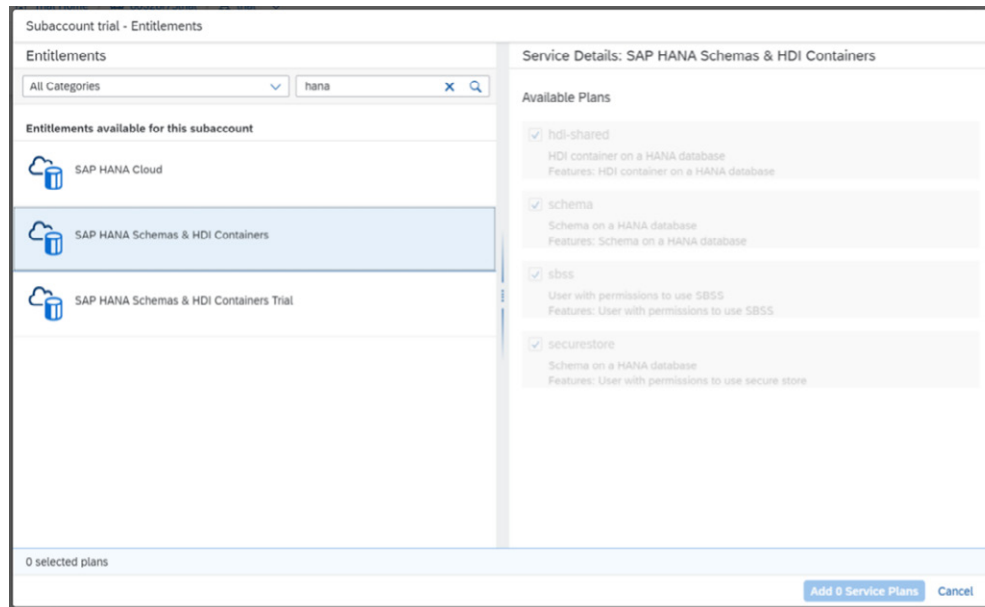 Subaccount trial - Entitlements
Entitlements
All Categories
hana
Entitlements available for this subaccount
SAP HANA Cloud
SAP HANA Schemas & HDI Containers
SAP HANA Schemas & HDI Containers Trial
Service Details: SAP HANA Schemas & HDI Containers
Available Plans
hdi-shared
HDI container on a HANA database
Features: HDI container on a HANA database
schema
Schema on a HANA database
Features: Schema on a HANA database
sbss
User with permissions to use SBSS
Features: User with permissions to use SBSS
securestore
Schema on a HANA database
Features: User with permissions to use secure store
0 selected plans
Add 0 Service Plans
Cancel